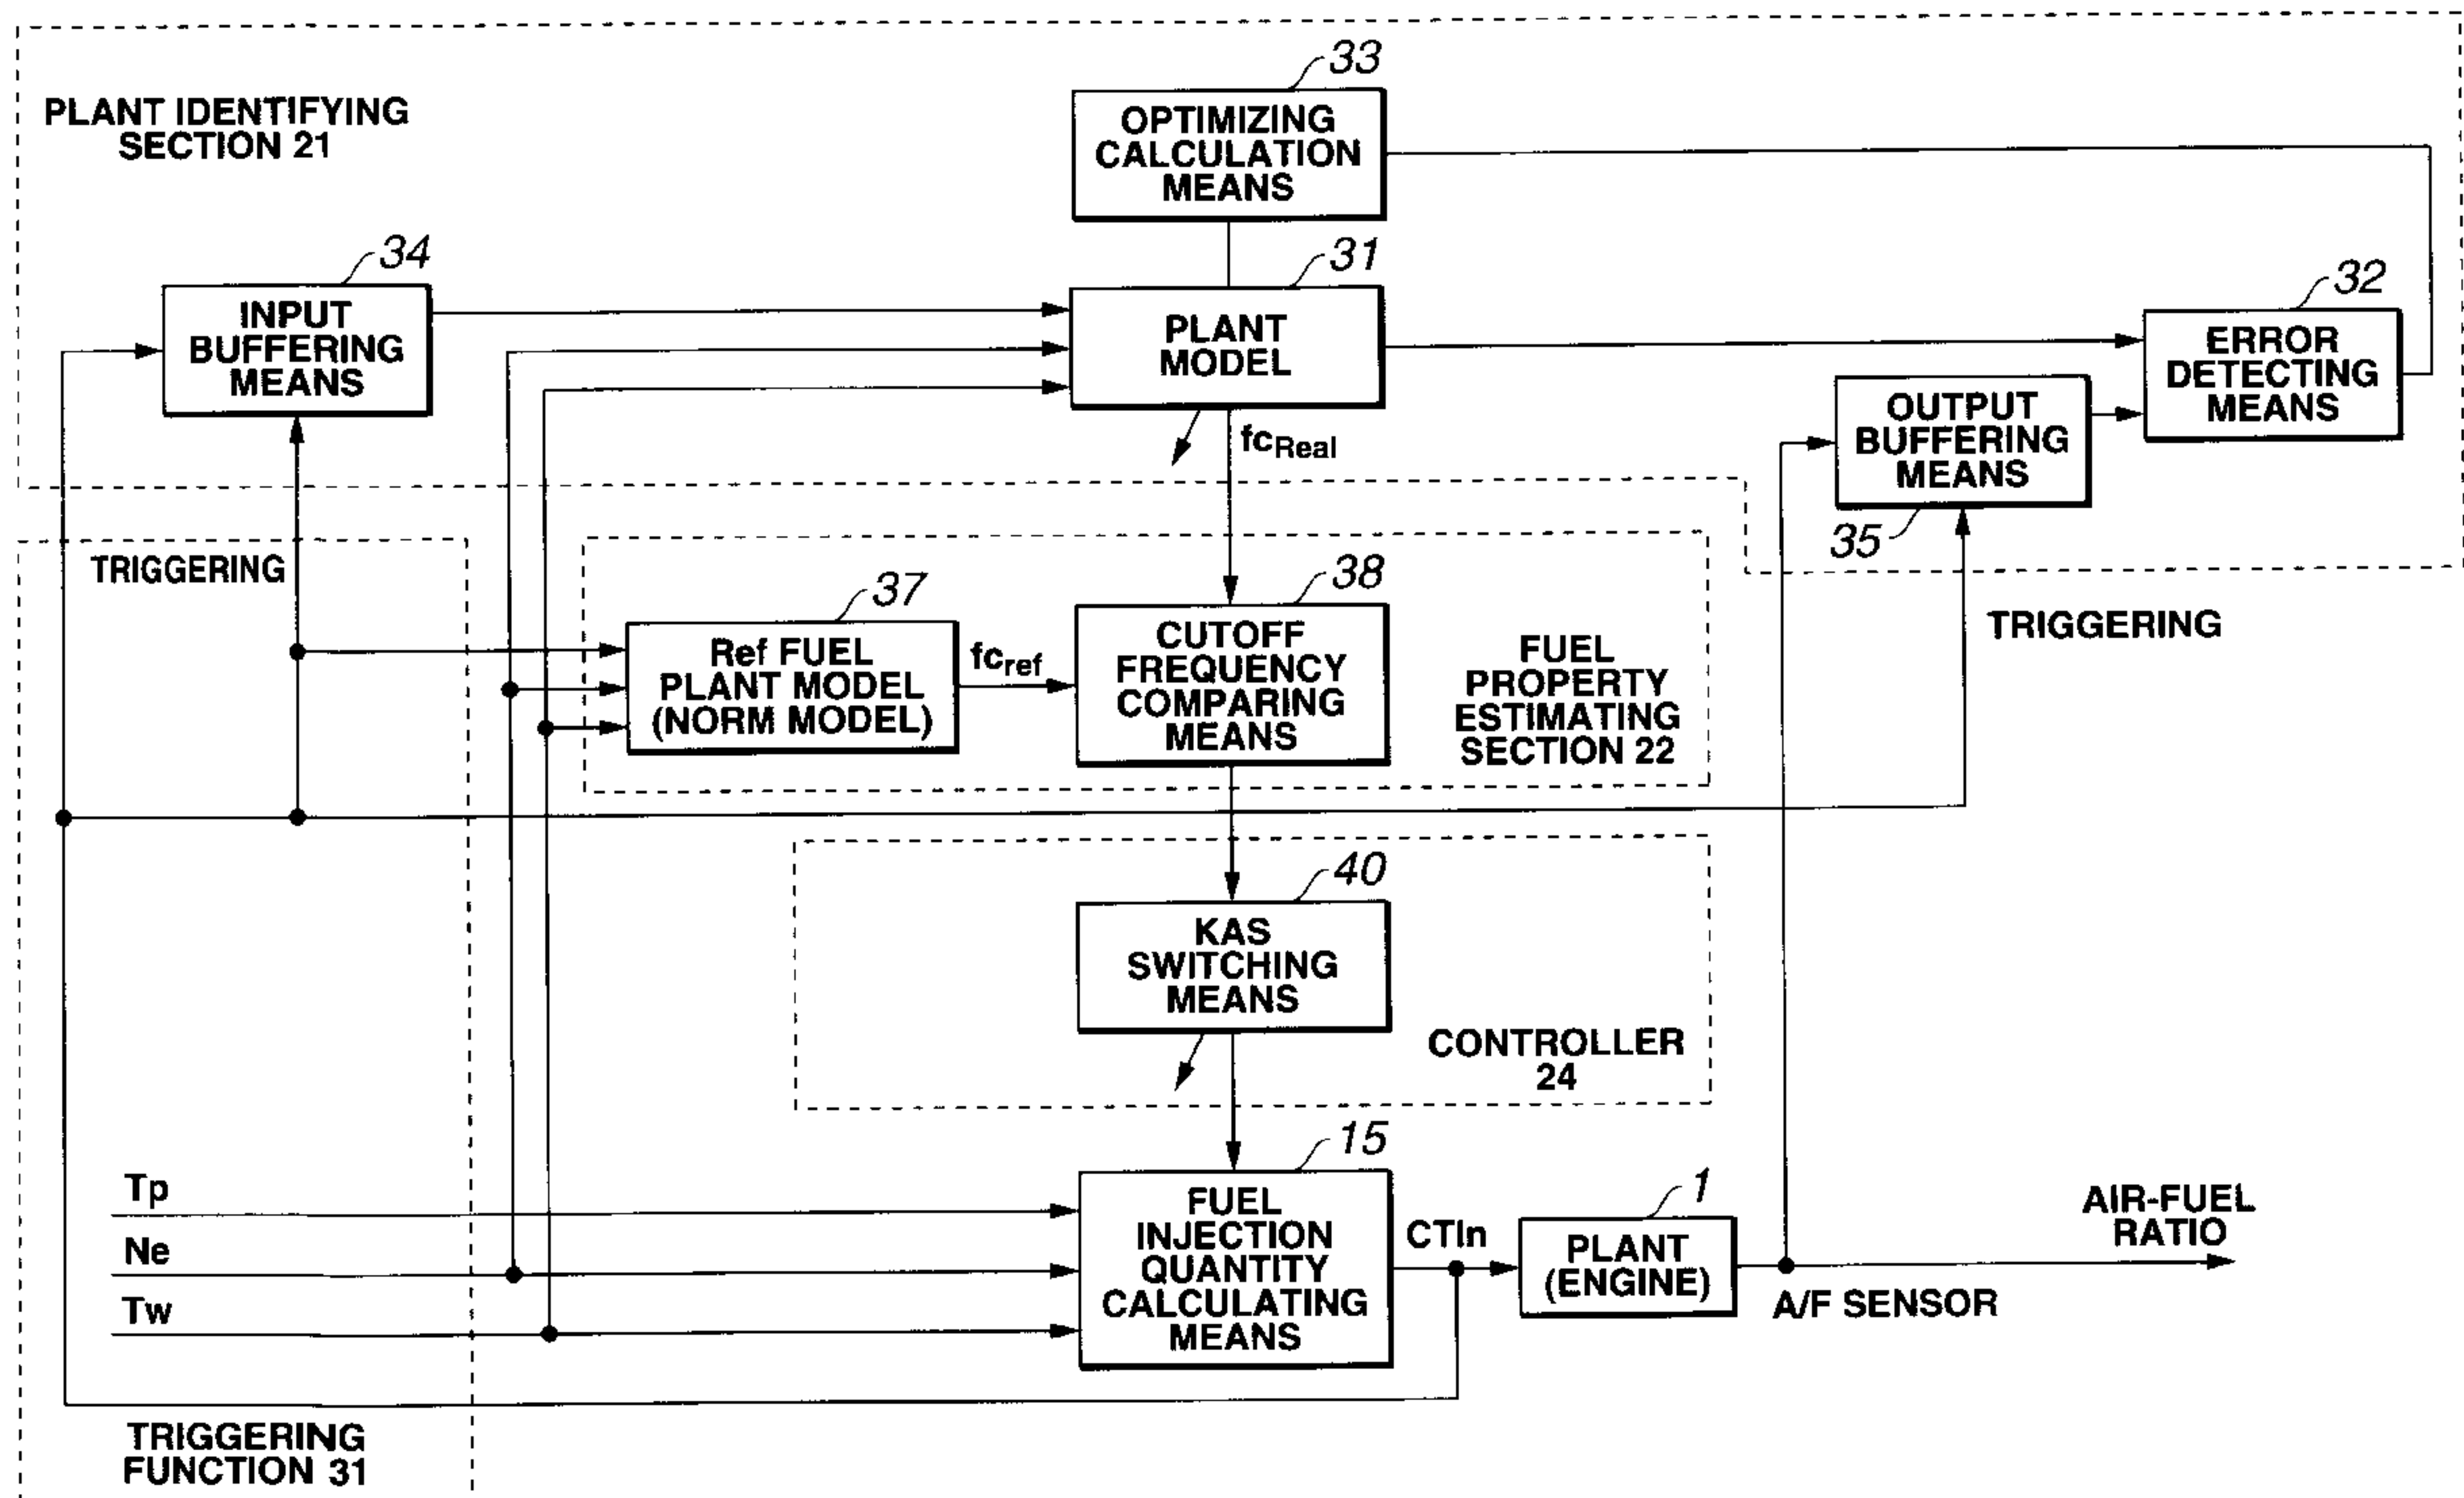 33
PLANT IDENTIFYING
SECTION 21
OPTIMIZING
CALCULATION
MEANS
34
31
32
INPUT
BUFFERING
MEANS
PLANT
MODEL
ERROR
DETECTING
MEANS
OUTPUT
BUFFERING
MEANS
fcReal
35
TRIGGERING
37
38
TRIGGERING
Ref FUEL
PLANT MODEL
(NORM MODEL)
fcref
CUTOFF
FREQUENCY
COMPARING
MEANS
FUEL
PROPERTY
ESTIMATING
SECTION 22
40
KAS
SWITCHING
MEANS
CONTROLLER
24
15
Tp
Ne
Tw
FUEL
INJECTION
QUANTITY
CALCULATING
MEANS
CTIn
1
PLANT
(ENGINE)
AIR-FUEL
RATIO
A/F SENSOR
TRIGGERING
FUNCTION 31